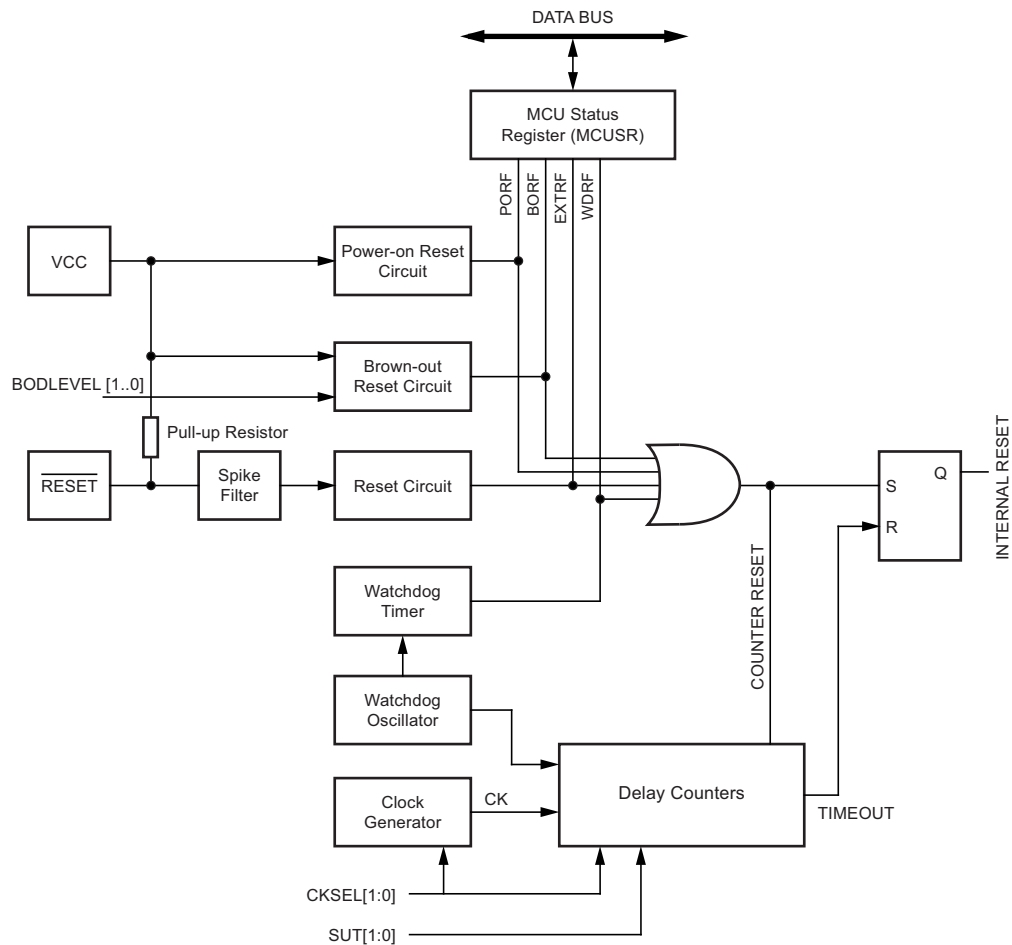 DATA BUS
MCU Status
Register (MCUSR)
PORF
BORF
EXTRF
WDRF
VCC
Power-on Reset
Circuit
Brown-out
Reset Circuit
BODLEVEL [1..0]
Pull-up Resistor
RESET
Spike
Filter
Reset Circuit
S
Q
R
INTERNAL RESET
Watchdog
Timer
COUNTER RESET
Watchdog
Oscillator
Clock
Generator
CK
Delay Counters
TIMEOUT
CKSEL[1:0]
SUT[1:0]